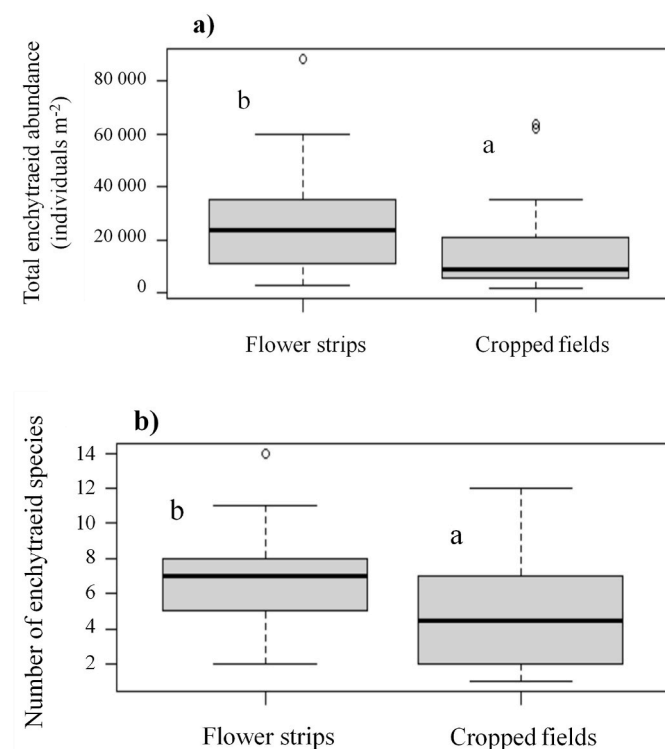 a)
Total enchytraeid abundance
(individuals m⁻²)
80 000
60 000
40 000
20 000
0
b
a
Flower strips
Cropped fields
b)
Number of enchytraeid species
14
12
10
8
6
4
2
b
a
Flower strips
Cropped fields